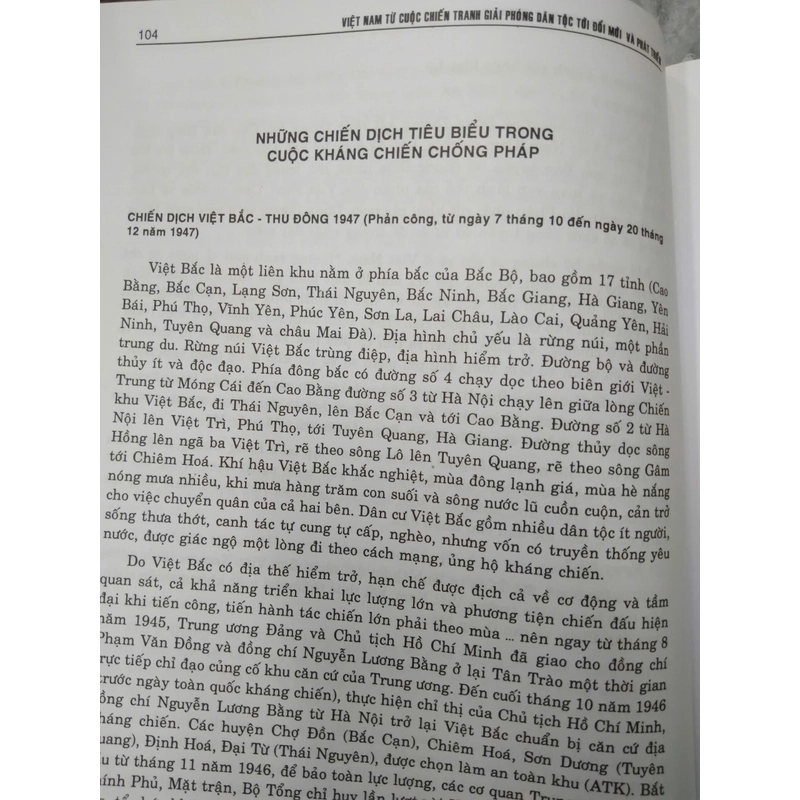 104
VIỆT NAM TỪ CUỘC CHIẾN TRANH GIẢI PHÓNG DÂN TỘC TỚI ĐỔI MỚI VÀ PHÁT TRIỂN
NHỮNG CHIẾN DỊCH TIÊU BIỂU TRONG
CUỘC KHÁNG CHIẾN CHỐNG PHÁP
CHIẾN DỊCH VIỆT BẮC - THU ĐÔNG 1947 (Phản công, từ ngày 7 tháng 10 đến ngày 20 tháng
12 năm 1947)
Việt Bắc là một liên khu nằm ở phía bắc của Bắc Bộ, bao gồm 17 tỉnh (Cao
Bằng, Bắc Cạn, Lạng Sơn, Thái Nguyên, Bắc Ninh, Bắc Giang, Hà Giang, Yên
Bái, Phú Thọ, Vĩnh Yên, Phúc Yên, Sơn La, Lai Châu, Lào Cai, Quảng Yên, Hải
Ninh, Tuyên Quang và châu Mai Đà). Địa hình chủ yếu là rừng núi, một phần
trung du. Rừng núi Việt Bắc trùng điệp, địa hình hiểm trở. Đường bộ và đường
thủy ít và độc đạo. Phía đông bắc có đường số 4 chạy dọc theo biên giới Việt -
Trung từ Móng Cái đến Cao Bằng đường số 3 từ Hà Nội chạy lên giữa lòng Chiến
khu Việt Bắc, đi Thái Nguyên, lên Bắc Cạn và tới Cao Bằng. Đường số 2 từ Hà
Nội lên Việt Trì, Phú Thọ, tới Tuyên Quang, Hà Giang. Đường thủy dọc sông
Hồng lên ngã ba Việt Trì, rẽ theo sông Lô lên Tuyên Quang, rẽ theo sông Gâm
tới Chiêm Hoá. Khí hậu Việt Bắc khắc nghiệt, mùa đông lạnh giá, mùa hè nắng
nóng mưa nhiều, khi mưa hàng trăm con suối và sông nước lũ cuồn cuộn, cản trở
cho việc chuyển quân của cả hai bên. Dân cư Việt Bắc gồm nhiều dân tộc ít người,
sống thưa thớt, canh tác tự cung tự cấp, nghèo, nhưng vốn có truyền thống yêu
nước, được giác ngộ một lòng đi theo cách mạng, ủng hộ kháng chiến.
Do Việt Bắc có địa thế hiểm trở, hạn chế được địch cả về cơ động và tầm
quan sát, cả khả năng triển khai lực lượng lớn và phương tiện chiến đấu hiện
đại khi tiến công, tiến hành tác chiến lớn phải theo mùa ... nên ngay từ tháng 8
năm 1945, Trung ương Đảng và Chủ tịch Hồ Chí Minh đã giao cho đồng chí
Phạm Văn Đồng và đồng chí Nguyễn Lương Bằng ở lại Tân Trào một thời gian
trực tiếp chỉ đạo củng cố khu căn cứ của Trung ương. Đến cuối tháng 10 năm 1946
trước ngày toàn quốc kháng chiến), thực hiện chỉ thị của Chủ tịch Hồ Chí Minh,
đồng chí Nguyễn Lương Bằng từ Hà Nội trở lại Việt Bắc chuẩn bị căn cứ địa
kháng chiến. Các huyện Chợ Đồn (Bắc Cạn), Chiêm Hoá, Sơn Dương (Tuyên
Quang), Định Hoá, Đại Từ (Thái Nguyên), được chọn làm an toàn khu (ATK). Bắt
từ tháng 11 năm 1946, để bảo toàn lực lượng, các cơ quan
Phủ, Mặt trận, Bộ Tổng chỉ huy lần lượt